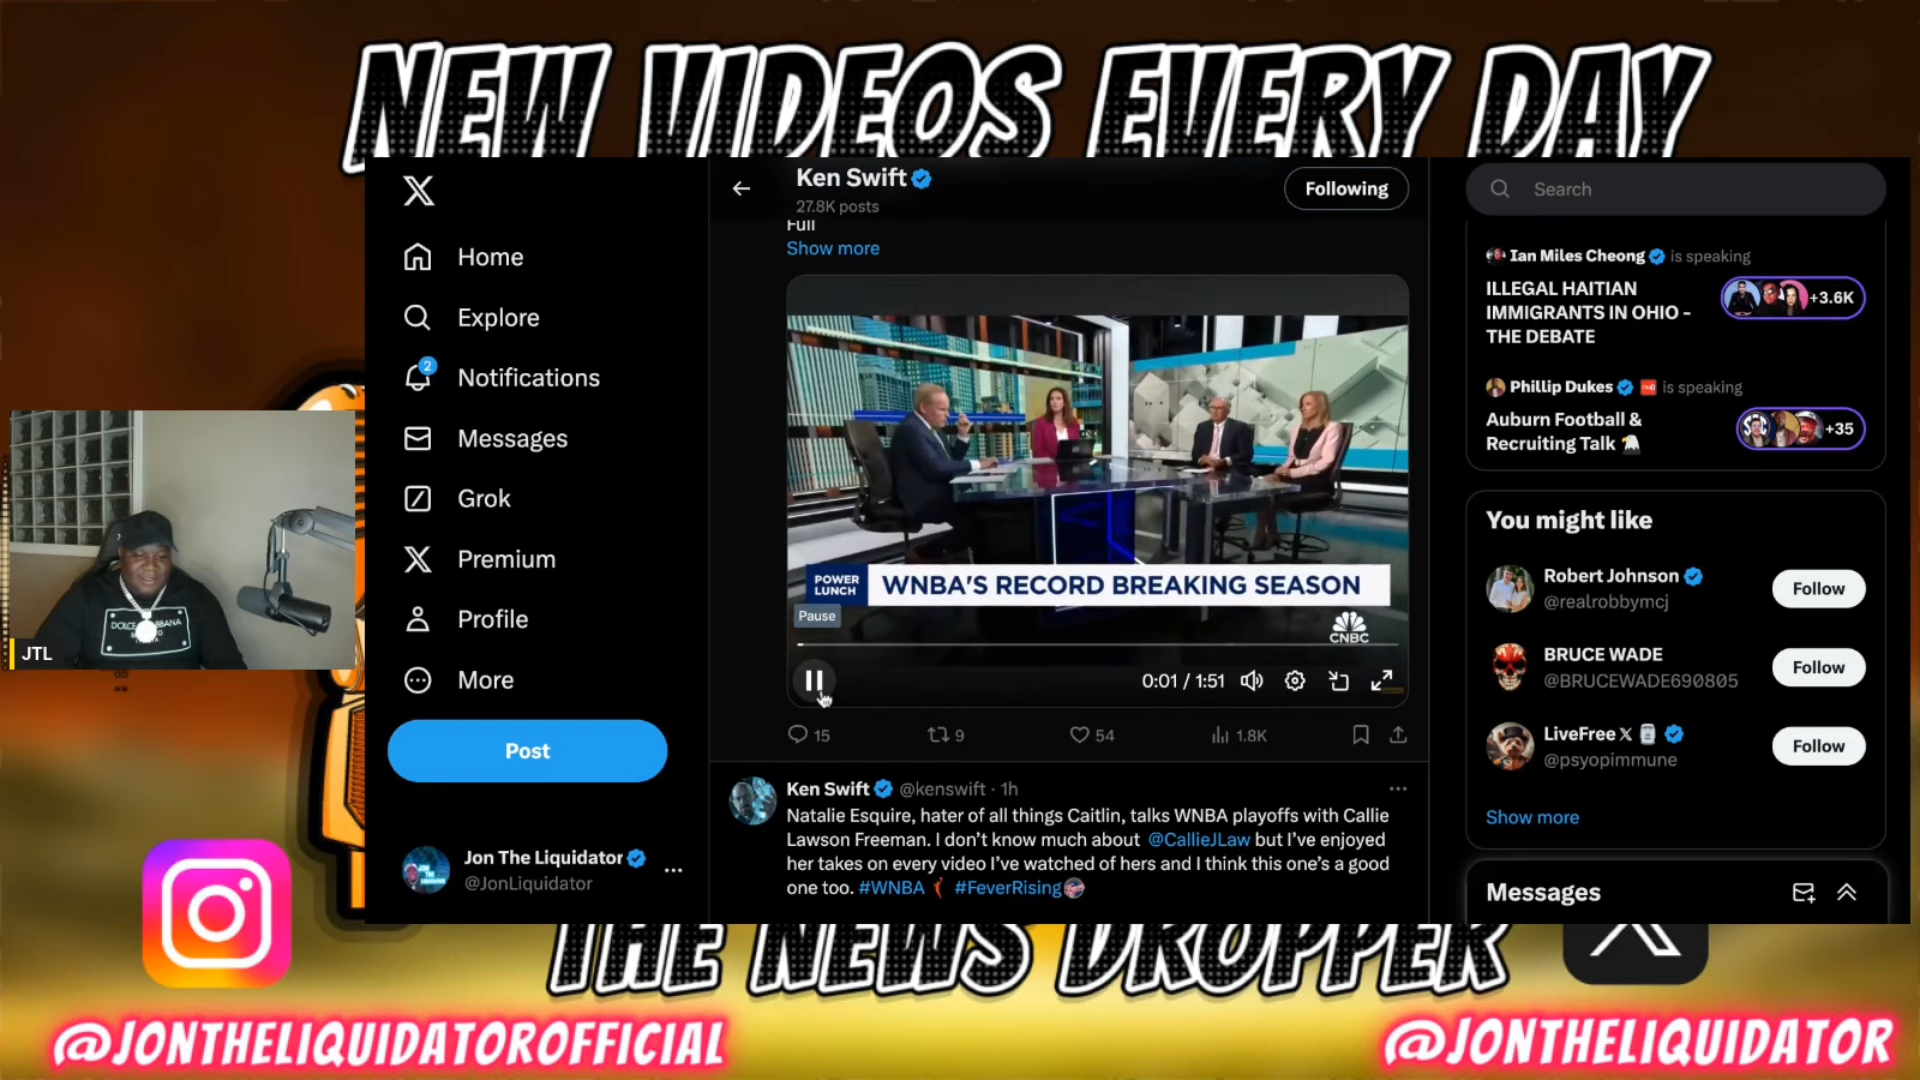 NEW VIDEOS EVERY DAY
Ken Swift
27.8K posts
Following
Search
Full
Show more
Home
Explore
2
Notifications
Messages
Grok
Premium
Profile
More
Post
Jon The Liquidator
@JonLiquidator
POWER LUNCH
WNBA'S RECORD BREAKING SEASON
Pause
CNBC
0:01 / 1:51
15
9
54
1.8K
Ken Swift @kenswift · 1h
Natalie Esquire, hater of all things Caitlin, talks WNBA playoffs with Callie
Lawson Freeman. I don't know much about @CallieJLaw but I've enjoyed
her takes on every video I've watched of hers and I think this one's a good
one too. #WNBA #FeverRising
Ian Miles Cheong is speaking
ILLEGAL HAITIAN
IMMIGRANTS IN OHIO -
THE DEBATE
+3.6K
Phillip Dukes is speaking
Auburn Football &
Recruiting Talk
+35
You might like
Robert Johnson
@realrobbymcj
Follow
BRUCE WADE
@BRUCEWADE690805
Follow
LiveFree X
@psyopimmune
Follow
Show more
Messages
DOLCE & GABBANA
JTL
THE NEWS DROPPER
@JONTHELIQUIDATOROFFICIAL
@JONTHELIQUIDATOR